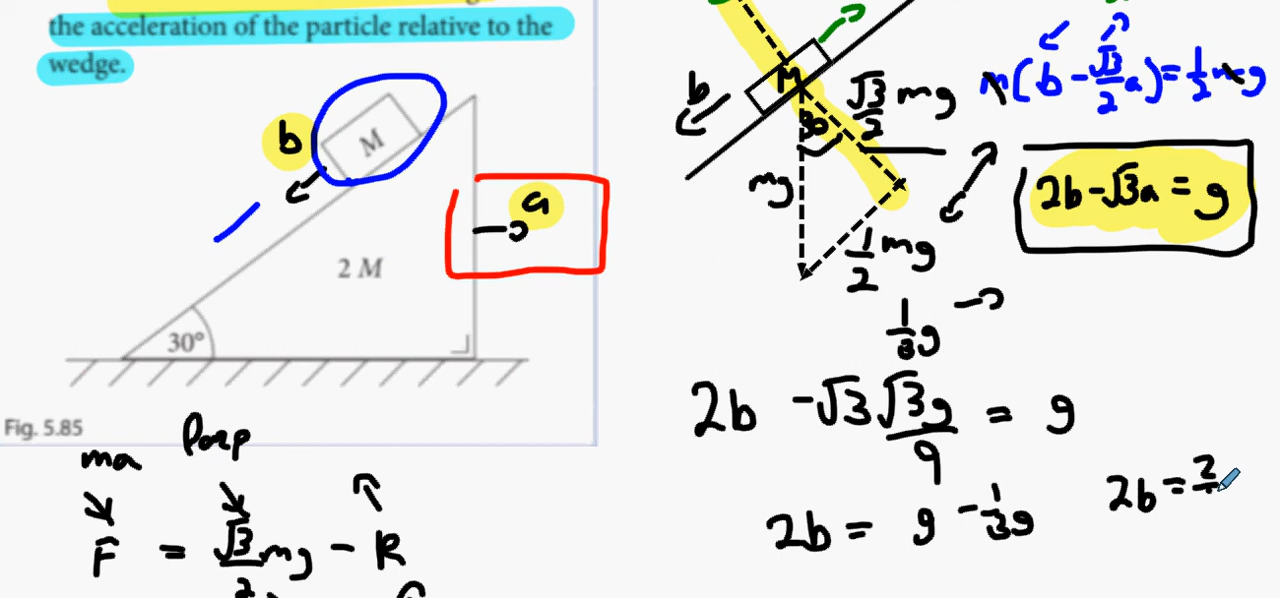 the acceleration of the particle relative to the
wedge.
b
M
a
2 M
30°
Fig. 5.85
ma
Perp
F = √3/2 mg - R
b
M
30
√3/2 mg
mg
1/2 mg
m(b - √3/2 a) = 1/2 mg
2b - √3a = g
1/3 g
2b - √3 √3g/9 = g
2b = g - 1/3 g
2b = 2